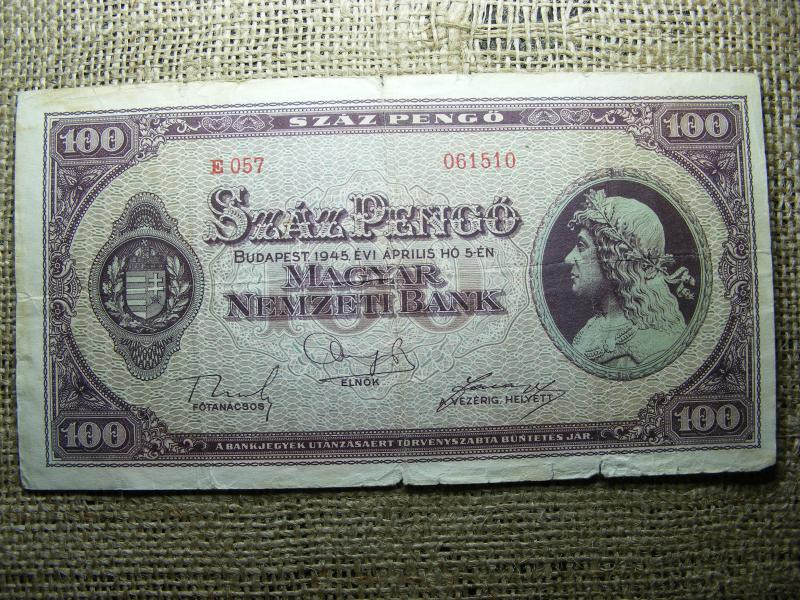 100 SZÁZ PENGŐ 100
E 057 061510
SZÁZ PENGŐ
BUDAPEST, 1945. ÉVI ÁPRILIS HÓ 5-ÉN
MAGYAR
NEMZETI BANK
100
FŐTANÁCSOS
ELNÖK
A VEZÉRIG. HELYETT
100 A BANKJEGYEK UTÁNZÁSÁÉRT TÖRVÉNYSZABTA BÜNTETÉS JÁR. 100